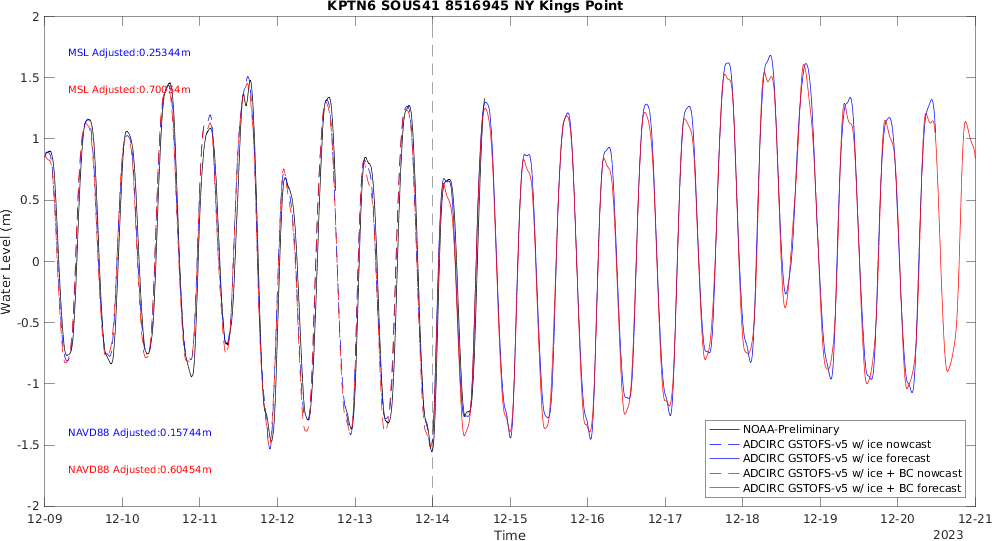 KPTN6 SOUS41 8516945 NY Kings Point
2
1.5
1
0.5
0
-0.5
-1
-1.5
-2
Water Level (m)
MSL Adjusted:0.25344m
MSL Adjusted:0.70054m
NAVD88 Adjusted:0.15744m
NAVD88 Adjusted:0.60454m
NOAA-Preliminary
ADCIRC GSTOFS-v5 w/ ice nowcast
ADCIRC GSTOFS-v5 w/ ice forecast
ADCIRC GSTOFS-v5 w/ ice + BC nowcast
ADCIRC GSTOFS-v5 w/ ice + BC forecast
12-09 12-10 12-11 12-12 12-13 12-14 12-15 12-16 12-17 12-18 12-19 12-20 12-21
Time
2023